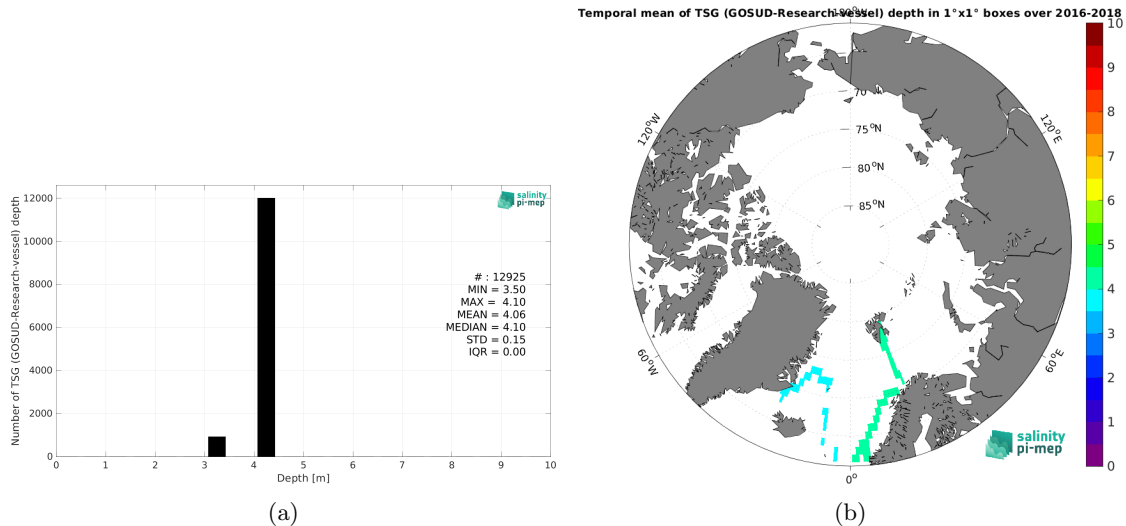 Temporal mean of TSG (GOSUD-Research-vessel) depth in 1°x1° boxes over 2016-2018
180°W
120°W
120°E
60°W
60°E
0°
70
75°N
80°N
85°N
10
9
8
7
6
5
4
3
2
1
0
salinity
pi-mep
Number of TSG (GOSUD-Research-vessel) depth
12000
10000
8000
6000
4000
2000
0
0 1 2 3 4 5 6 7 8 9 10
Depth [m]
salinity
pi-mep
# : 12925
MIN = 3.50
MAX = 4.10
MEAN = 4.06
MEDIAN = 4.10
STD = 0.15
IQR = 0.00
(a)
(b)